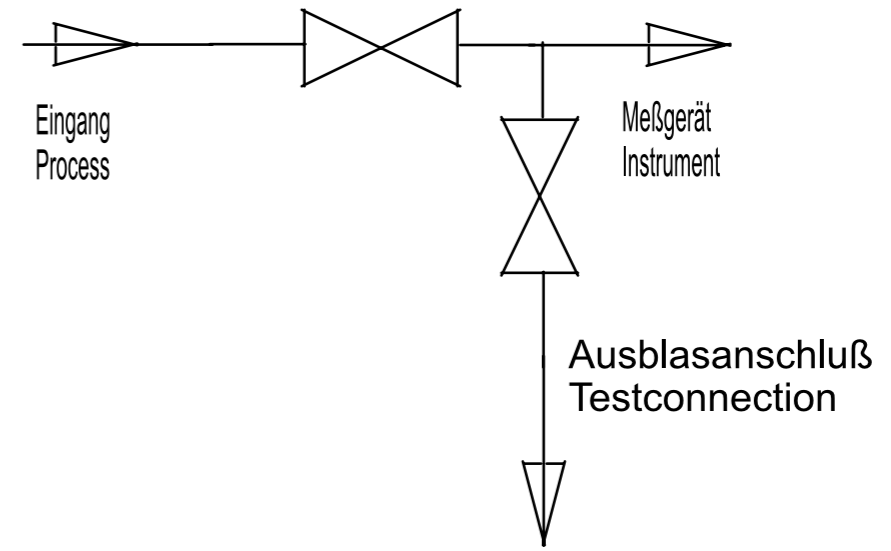 Eingang
Process
Meßgerät
Instrument
Ausblasanschluß
Testconnection